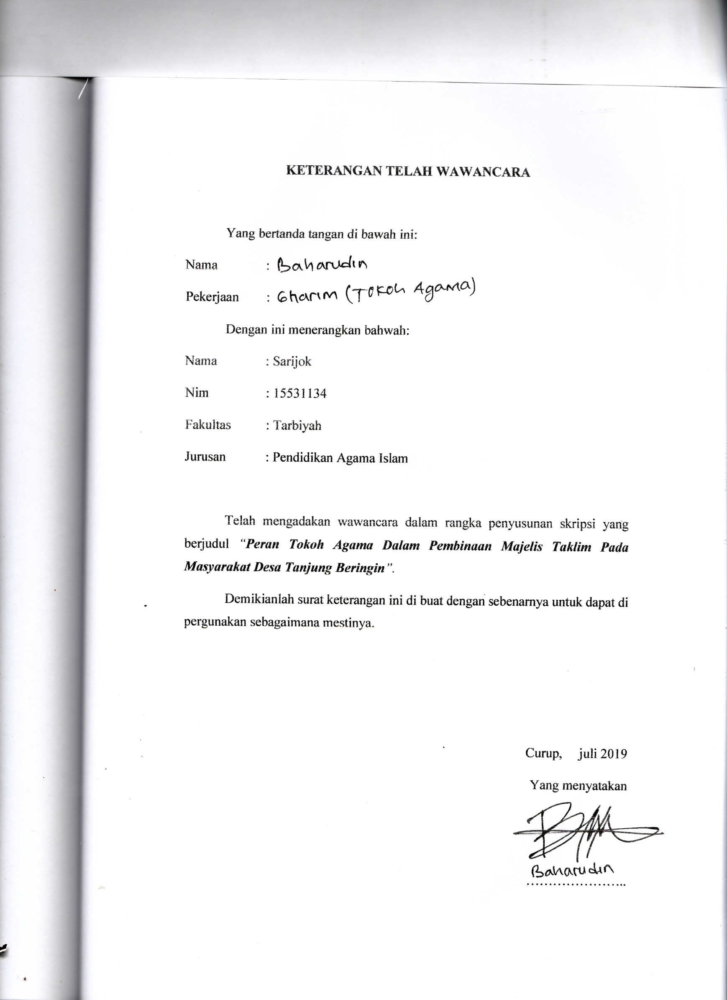 KETERANGAN TELAH WAWANCARA
Yang bertanda tangan di bawah ini:
Nama : Baharudin
Pekerjaan : Gharim (Tokoh Agama)
Dengan ini menerangkan bahwah:
Nama : Sarijok
Nim : 15531134
Fakultas : Tarbiyah
Jurusan : Pendidikan Agama Islam
Telah mengadakan wawancara dalam rangka penyusunan skripsi yang
berjudul “Peran Tokoh Agama Dalam Pembinaan Majelis Taklim Pada
Masyarakat Desa Tanjung Beringin”.
Demikianlah surat keterangan ini di buat dengan sebenarnya untuk dapat di
pergunakan sebagaimana mestinya.
Curup, juli 2019
Yang menyatakan
Baharudin